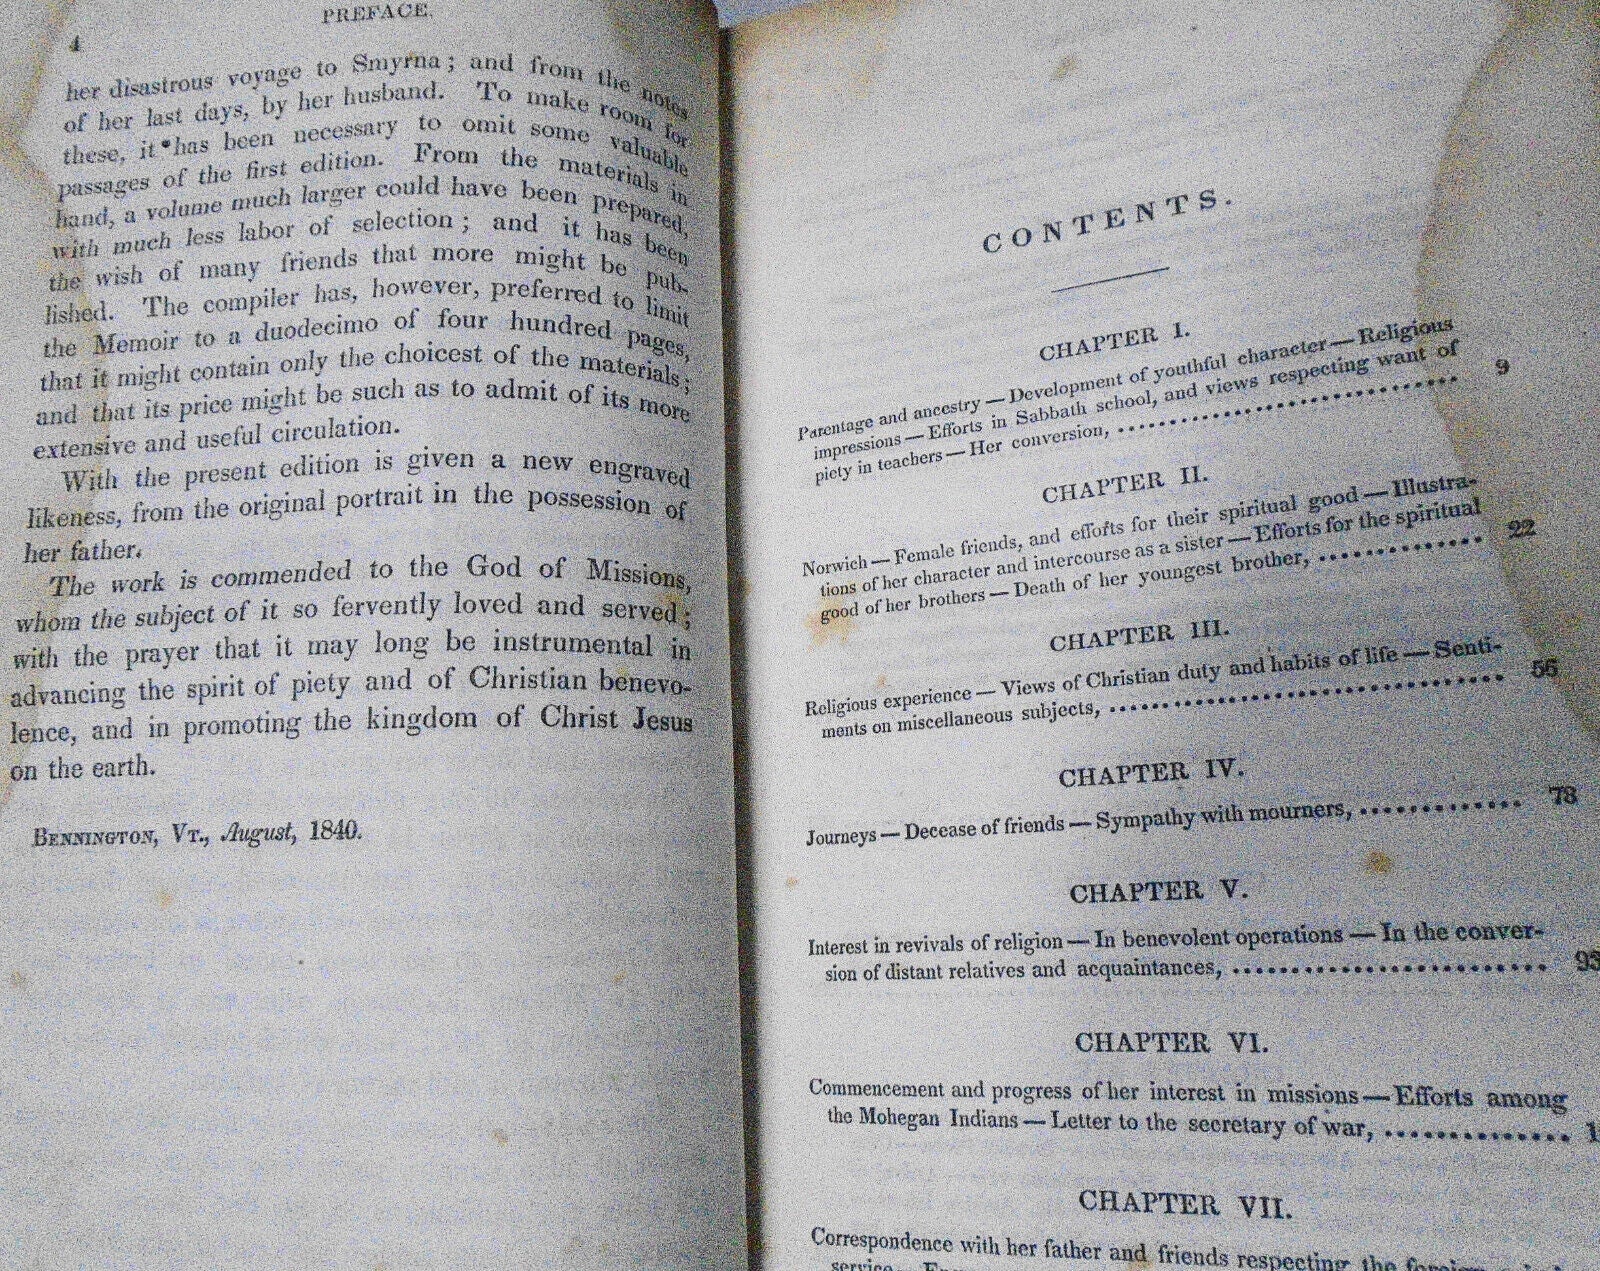 PREFACE.
4
her disastrous voyage to Smyrna; and from the notes
of her last days, by her husband. To make room for
these, it has been necessary to omit some valuable
passages of the first edition. From the materials in
hand, a volume much larger could have been prepared,
with much less labor of selection; and it has been
the wish of many friends that more might be pub-
lished. The compiler has, however, preferred to limit
the Memoir to a duodecimo of four hundred pages,
that it might contain only the choicest of the materials;
and that its price might be such as to admit of its more
extensive and useful circulation.
With the present edition is given a new engraved
likeness, from the original portrait in the possession of
her father.
The work is commended to the God of Missions,
whom the subject of it so fervently loved and served;
with the prayer that it may long be instrumental in
advancing the spirit of piety and of Christian benevo-
lence, and in promoting the kingdom of Christ Jesus
on the earth.
BENNINGTON, VT., August, 1840.
CONTENTS.
CHAPTER I.
Parentage and ancestry — Development of youthful character — Religious
impressions — Efforts in Sabbath school, and views respecting want of
piety in teachers — Her conversion, 9
CHAPTER II.
Norwich — Female friends, and efforts for their spiritual good — Illustra-
tions of her character and intercourse as a sister — Efforts for the spiritual
good of her brothers — Death of her youngest brother, 22
CHAPTER III.
Religious experience — Views of Christian duty and habits of life — Senti-
ments on miscellaneous subjects, 55
CHAPTER IV.
Journeys — Decease of friends — Sympathy with mourners, 78
CHAPTER V.
Interest in revivals of religion — In benevolent operations — In the conver-
sion of distant relatives and acquaintances, 93
CHAPTER VI.
Commencement and progress of her interest in missions — Efforts among
the Mohegan Indians — Letter to the secretary of war, 1
CHAPTER VII.
Correspondence with her father and friends respecting the foreign
service —